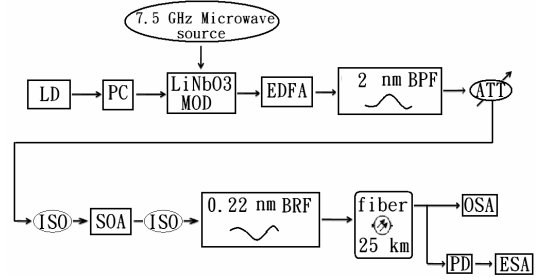 7.5 GHz Microwave
source
LD
PC
LiNbO3
MOD
EDFA
2 nm BPF
ATT
ISO
SOA
ISO
0.22 nm BRF
fiber
25 km
OSA
PD
ESA